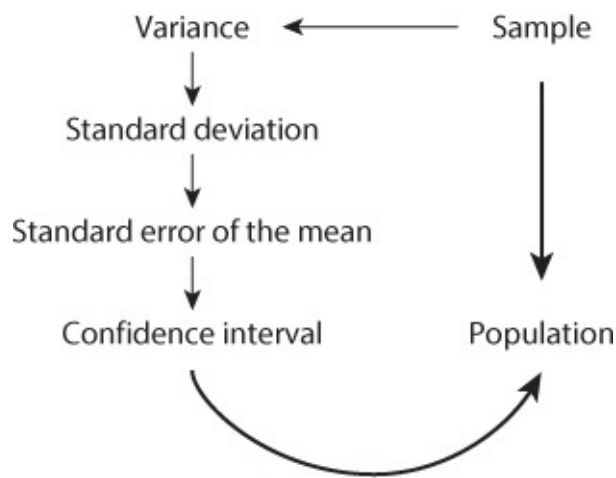 Variance
Sample
Standard deviation
Standard error of the mean
Confidence interval
Population